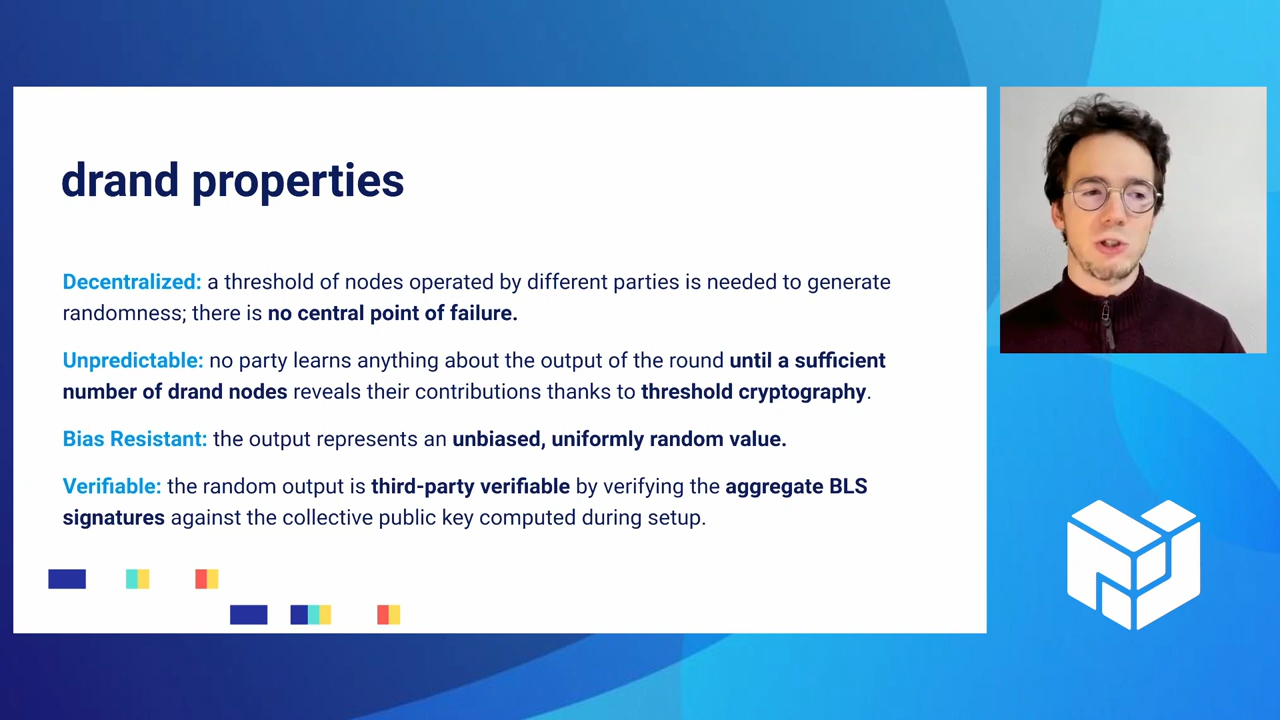 drand properties
Decentralized: a threshold of nodes operated by different parties is needed to generate
randomness; there is no central point of failure.
Unpredictable: no party learns anything about the output of the round until a sufficient
number of drand nodes reveals their contributions thanks to threshold cryptography.
Bias Resistant: the output represents an unbiased, uniformly random value.
Verifiable: the random output is third-party verifiable by verifying the aggregate BLS
signatures against the collective public key computed during setup.